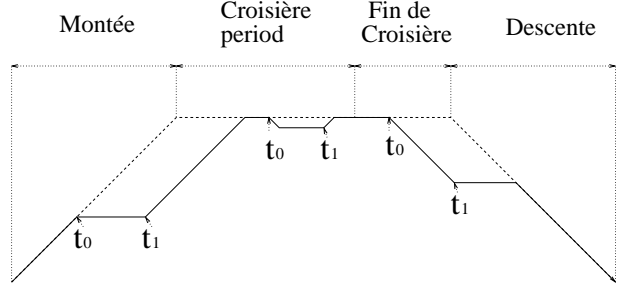 Montée
Croisière
period
Fin de
Croisière
Descente
t0
t1
t0
t1
t0
t1